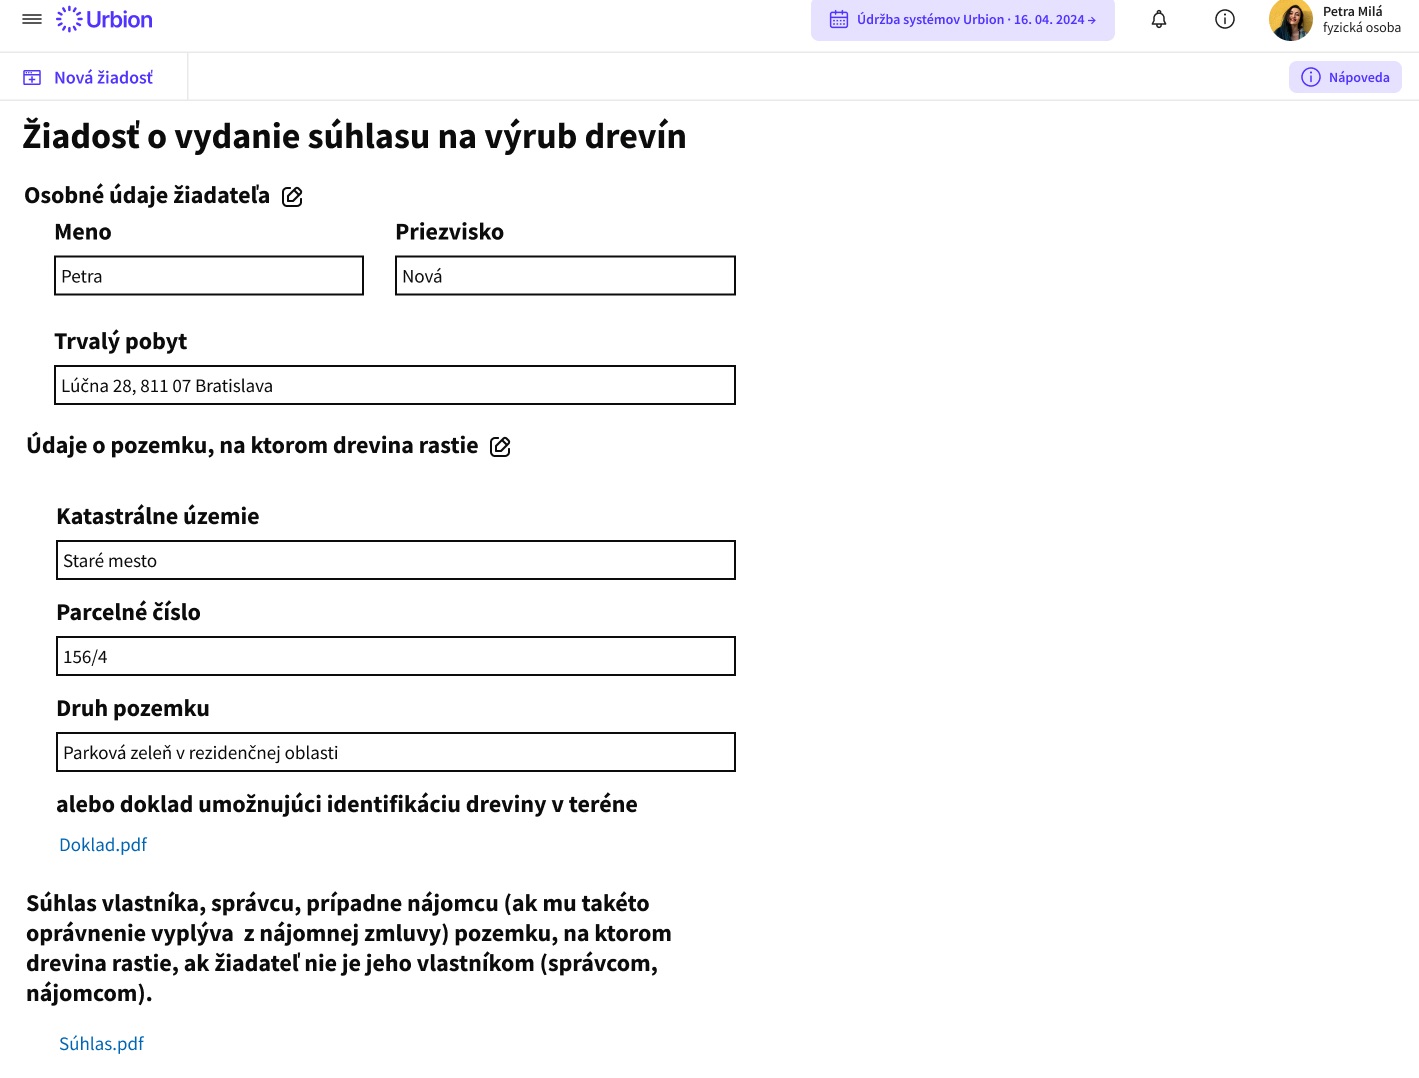 Urbion
Údržba systémov Urbion · 16. 04. 2024 →
Petra Milá
fyzická osoba
Nová žiadosť
Nápoveda
Žiadosť o vydanie súhlasu na výrub drevín
Osobné údaje žiadateľa
Meno
Priezvisko
Petra
Nová
Trvalý pobyt
Lúčna 28, 811 07 Bratislava
Údaje o pozemku, na ktorom drevina rastie
Katastrálne územie
Staré mesto
Parcelné číslo
156/4
Druh pozemku
Parková zeleň v rezidenčnej oblasti
alebo doklad umožnujúci identifikáciu dreviny v teréne
Doklad.pdf
Súhlas vlastníka, správcu, prípadne nájomcu (ak mu takéto
oprávnenie vyplýva  z nájomnej zmluvy) pozemku, na ktorom
drevina rastie, ak žiadateľ nie je jeho vlastníkom (správcom,
nájomcom).
Súhlas.pdf